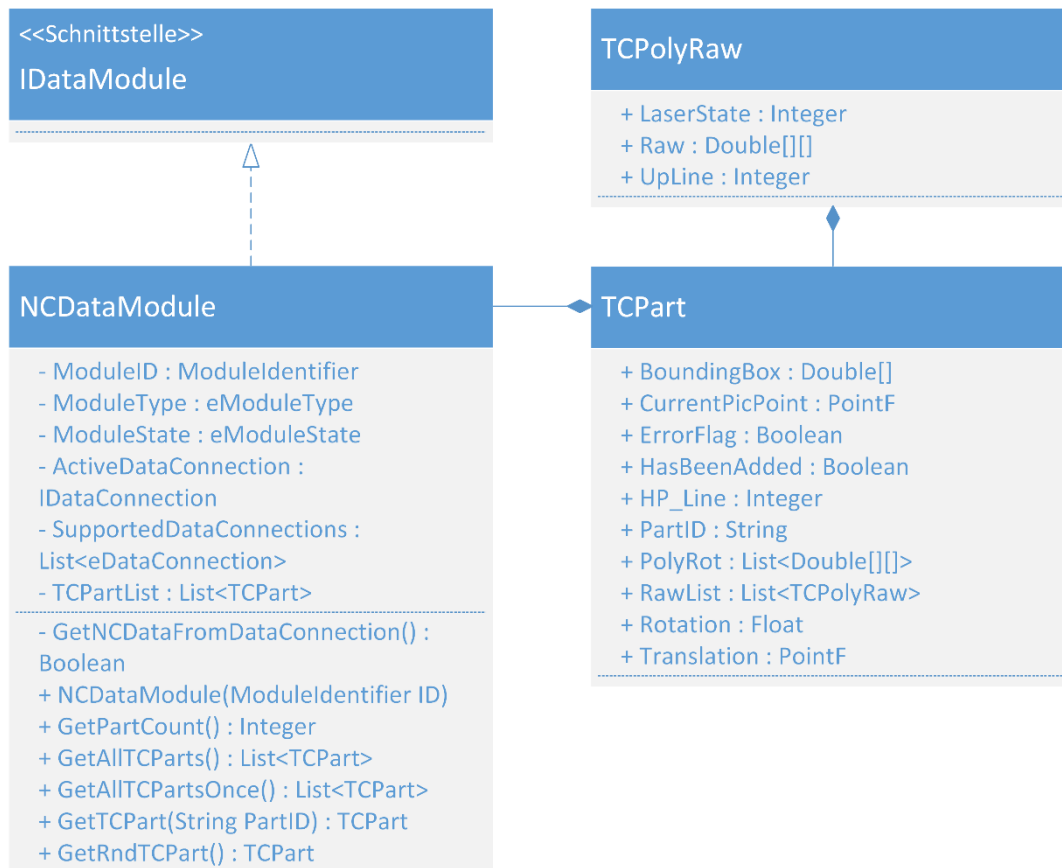 <<Schnittstelle>>
IDataModule
TCPolyRaw
+ LaserState : Integer
+ Raw : Double[][]
+ UpLine : Integer
NCDataModule
- ModuleID : ModuleIdentifier
- ModuleType : eModuleType
- ModuleState : eModuleState
- ActiveDataConnection :
IDataConnection
- SupportedDataConnections :
List<eDataConnection>
- TCPartList : List<TCPart>
- GetNCDataFromDataConnection() :
Boolean
+ NCDataModule(ModuleIdentifier ID)
+ GetPartCount() : Integer
+ GetAllTCParts() : List<TCPart>
+ GetAllTCPartsOnce() : List<TCPart>
+ GetTCPart(String PartID) : TCPart
+ GetRndTCPart() : TCPart
TCPart
+ BoundingBox : Double[]
+ CurrentPicPoint : PointF
+ ErrorFlag : Boolean
+ HasBeenAdded : Boolean
+ HP_Line : Integer
+ PartID : String
+ PolyRot : List<Double[][]>
+ RawList : List<TCPolyRaw>
+ Rotation : Float
+ Translation : PointF